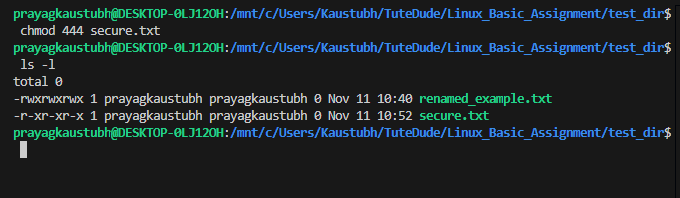 prayagkaustubh@DESKTOP-0LJ12OH:/mnt/c/Users/Kaustubh/TuteDude/Linux_Basic_Assignment/test_dir$
chmod 444 secure.txt
prayagkaustubh@DESKTOP-0LJ12OH:/mnt/c/Users/Kaustubh/TuteDude/Linux_Basic_Assignment/test_dir$
ls -l
total 0
-rwxrwxrwx 1 prayagkaustubh prayagkaustubh 0 Nov 11 10:40 renamed_example.txt
-r-xr-xr-x 1 prayagkaustubh prayagkaustubh 0 Nov 11 10:52 secure.txt
prayagkaustubh@DESKTOP-0LJ12OH:/mnt/c/Users/Kaustubh/TuteDude/Linux_Basic_Assignment/test_dir$